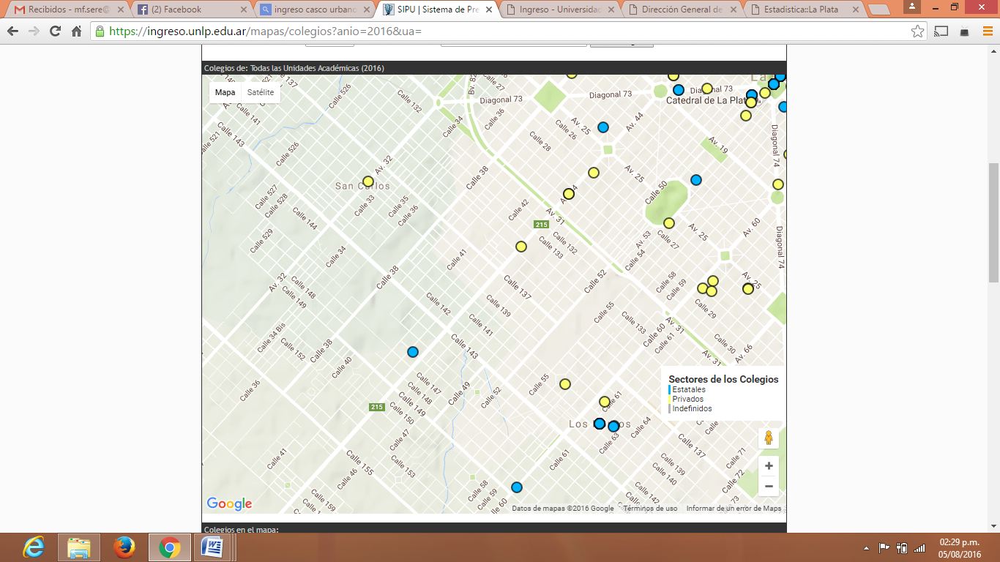 Recibidos - mf.sere@
(2) Facebook
ingreso casco urbano
SIPU | Sistema de Pre
Ingreso - Universidad
Dirección General de
Estadistica::La Plata
https://ingreso.unlp.edu.ar/mapas/colegios?anio=2016&ua=
Colegios de: Todas las Unidades Académicas (2016)
Mapa Satélite
Calle 137
Calle 526
Calle 132
Bv. 82
Calle 27
Diagonal 73
Diagonal 73
Diagonal 73
La
Catedral de La Plata
Calle 141
Calle 143
Calle 521
Calle 526
Calle 34
Calle 36
Av. 25
Calle 26
Calle 28
Av. 44
Av. 19
Diagonal 74
Av. 32
San Carlos
Calle 38
Av. 25
Calle 50
Calle 527
Calle 528
Calle 33
Calle 35
Calle 36
Calle 42
Av. 31
215
Calle 144
Calle 529
Calle 132
Calle 133
Av. 53
Calle 27
Av. 25
Av. 60
Diagonal 74
Calle 34
Calle 41
Calle 54
Calle 38
Av. 32
Calle 148
Calle 149
Calle 137
Calle 52
Calle 58
Calle 59
Av. 25
Calle 142
Calle 139
Calle 55
Calle 29
Calle 141
Calle 133
Calle 60
Calle 61
Av. 31
Calle 34 Bis
Calle 152
Calle 38
Calle 143
Calle 30
Av. 66
Av. 31
Calle 40
Calle 36
Calle 147
Calle 148
Calle 149
Calle 150
Calle 49
Calle 52
Calle 55
Calle 61
215
Sectores de los Colegios
Estatales
Privados
Indefinidos
Los Hornos
Calle 64
Calle 63
Calle 47
Calle 137
Calle 71
Calle 41
Calle 155
Calle 153
Calle 61
Calle 139
Calle 140
Calle 72
Calle 46
Calle 58
Calle 59
Calle 60
Calle 142
Calle 159
73
Google
Datos de mapas ©2016 Google Términos de uso Informar de un error de Maps
Colegios en el mapa:
02:29 p.m.
05/08/2016